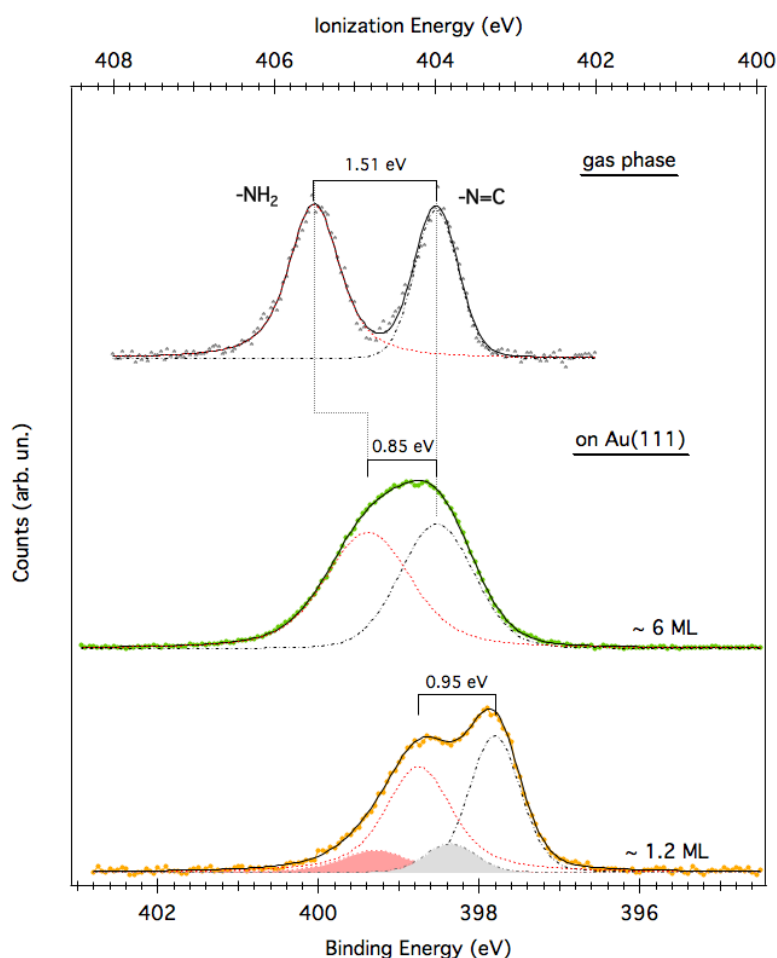 Ionization Energy (eV)
408 406 404 402 400
gas phase
1.51 eV
-NH₂
-N=C
on Au(111)
0.85 eV
Counts (arb. un.)
~ 6 ML
0.95 eV
~ 1.2 ML
402 400 398 396
Binding Energy (eV)